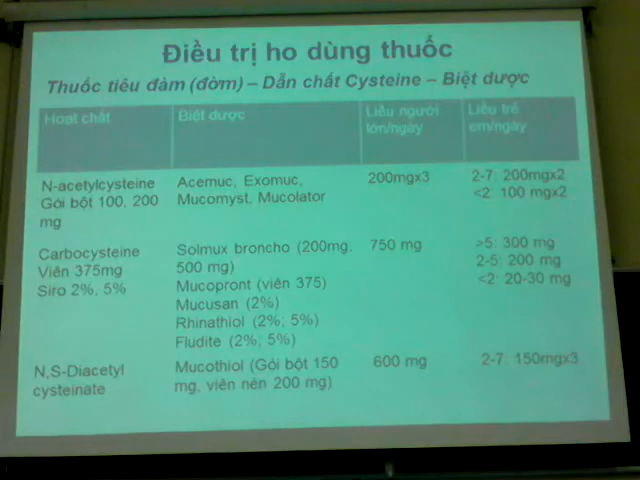 Điều trị ho dùng thuốc
Thuốc tiêu đàm (đờm) – Dẫn chất Cysteine – Biệt dược
Hoạt chất
Biệt dược
Liều người
lớn/ngày
Liều trẻ
em/ngày
N-acetylcysteine
Gói bột 100, 200
mg
Acemuc, Exomuc,
Mucomyst, Mucolator
200mgx3
2-7: 200mgx2
<2: 100 mgx2
Carbocysteine
Viên 375mg
Siro 2%, 5%
Solmux broncho (200mg,
500 mg)
Mucopront (viên 375)
Mucusan (2%)
Rhinathiol (2%; 5%)
Fludite (2%; 5%)
750 mg
>5: 300 mg
2-5: 200 mg
<2: 20-30 mg
N,S-Diacetyl
cysteinate
Mucothiol (Gói bột 150
mg, viên nén 200 mg)
600 mg
2-7: 150mgx3